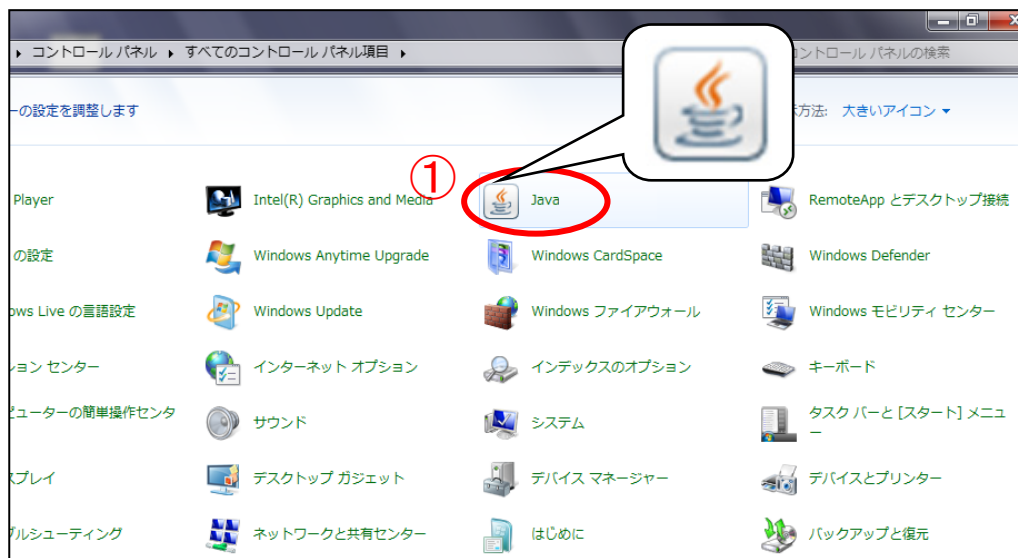 コントロール パネル ▸ すべてのコントロール パネル項目 ▸
コントロール パネルの検索
ーの設定を調整します
方法: 大きいアイコン
①
Player
Intel(R) Graphics and Media
Java
RemoteApp とデスクトップ接続
の設定
Windows Anytime Upgrade
Windows CardSpace
Windows Defender
ows Live の言語設定
Windows Update
Windows ファイアウォール
Windows モビリティ センター
ション センター
インターネット オプション
インデックスのオプション
キーボード
ピューターの簡単操作センタ
サウンド
システム
タスク バーと [スタート] メニュ
ー
スプレイ
デスクトップ ガジェット
デバイス マネージャー
デバイスとプリンター
ブルシューティング
ネットワークと共有センター
はじめに
バックアップと復元